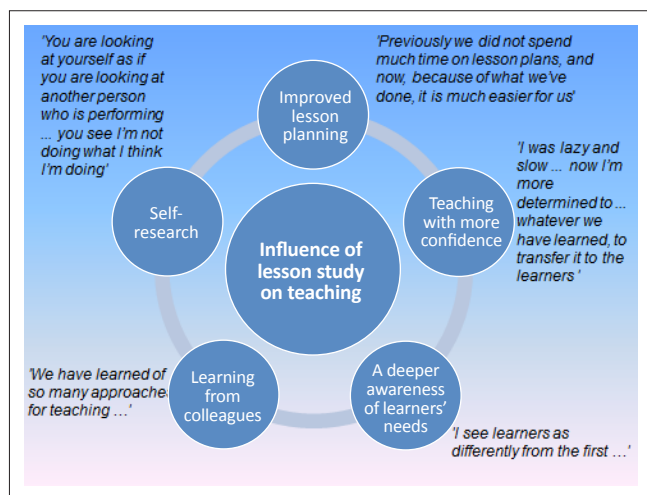 'You are looking
at yourself as if
you are looking at
another person
who is performing
... you see I'm not
doing what I think
I'm doing'
'Previously we did not spend
much time on lesson plans, and
now, because of what we've
done, it is much easier for us'
Improved
lesson
planning
'I was lazy and
slow ... now I'm
more
determined to ...
whatever we
have learned, to
transfer it to the
learners '
Self-
research
Teaching
with more
confidence
Influence of
lesson study
on teaching
'We have learned of
so many approaches
for teaching ...'
Learning
from
colleagues
A deeper
awareness
of learners'
needs
'I see learners as
differently from the first ...'